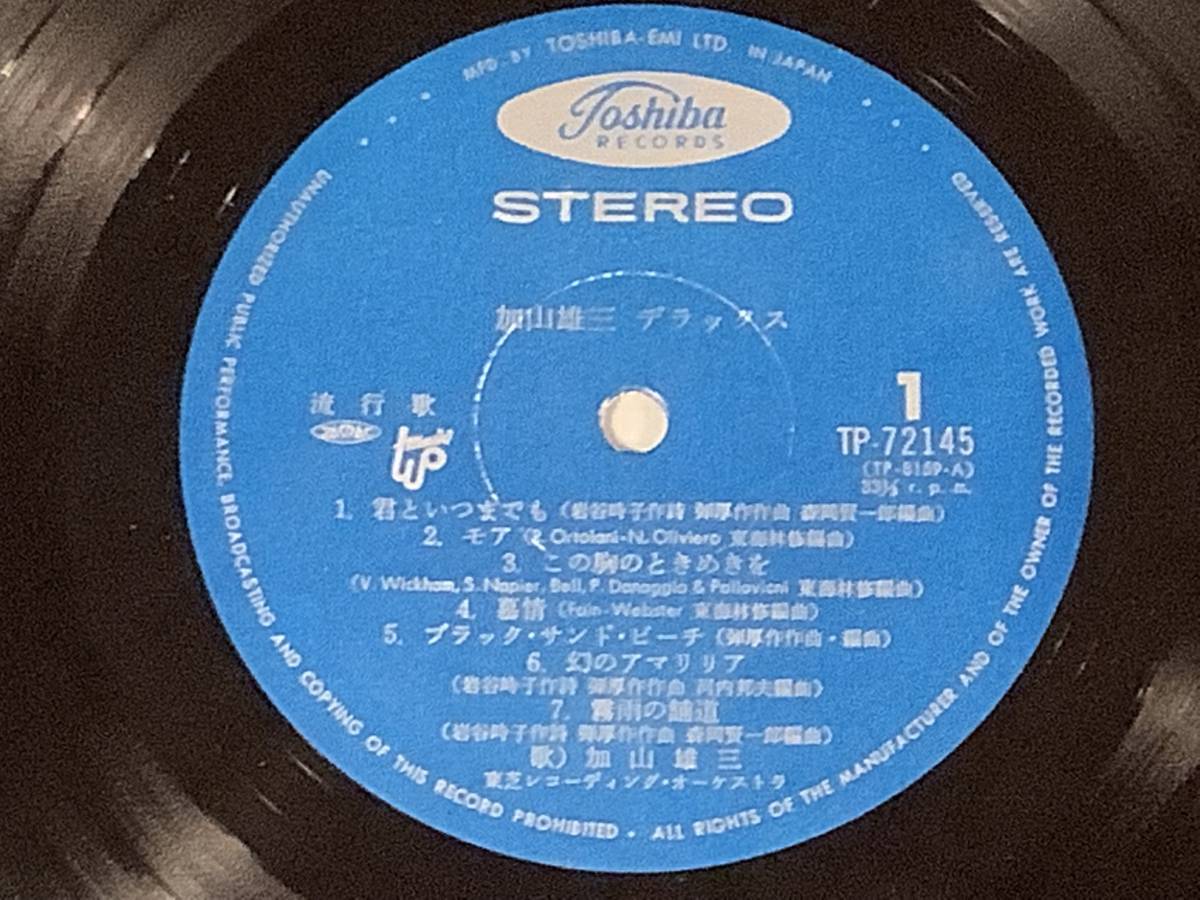 MFD. BY TOSHIBA-EMI LTD. IN JAPAN
Toshiba
RECORDS
STEREO
加山雄三 デラックス
流行歌
1
TP-72145
(TP-8159-A)
33⅓ r. p. m.
1. 君といつまでも (岩谷時子作詩 弾厚作作曲 森岡賢一郎編曲)
2. モア (R. Ortolani-N. Oliviero 東海林修編曲)
3. この胸のときめきを
(V. Wickham, S. Napier, Bell, P. Donaggio & Pallavicni 東海林修編曲)
4. 慕情 (Fain-Webster 東海林修編曲)
5. ブラック・サンド・ビーチ (弾厚作作曲・編曲)
6. 幻のアマリリア
(岩谷時子作詩 弾厚作作曲 河内邦夫編曲)
7. 霧雨の舗道
(岩谷時子作詩 弾厚作作曲 森岡賢一郎編曲)
歌) 加山雄三
東芝レコーディング・オーケストラ
UNAUTHORIZED PUBLIC PERFORMANCE, BROADCASTING AND COPYING OF THIS RECORD PROHIBITED • ALL RIGHTS OF THE MANUFACTURER AND OF THE OWNER OF THE RECORDED WORK ARE RESERVED